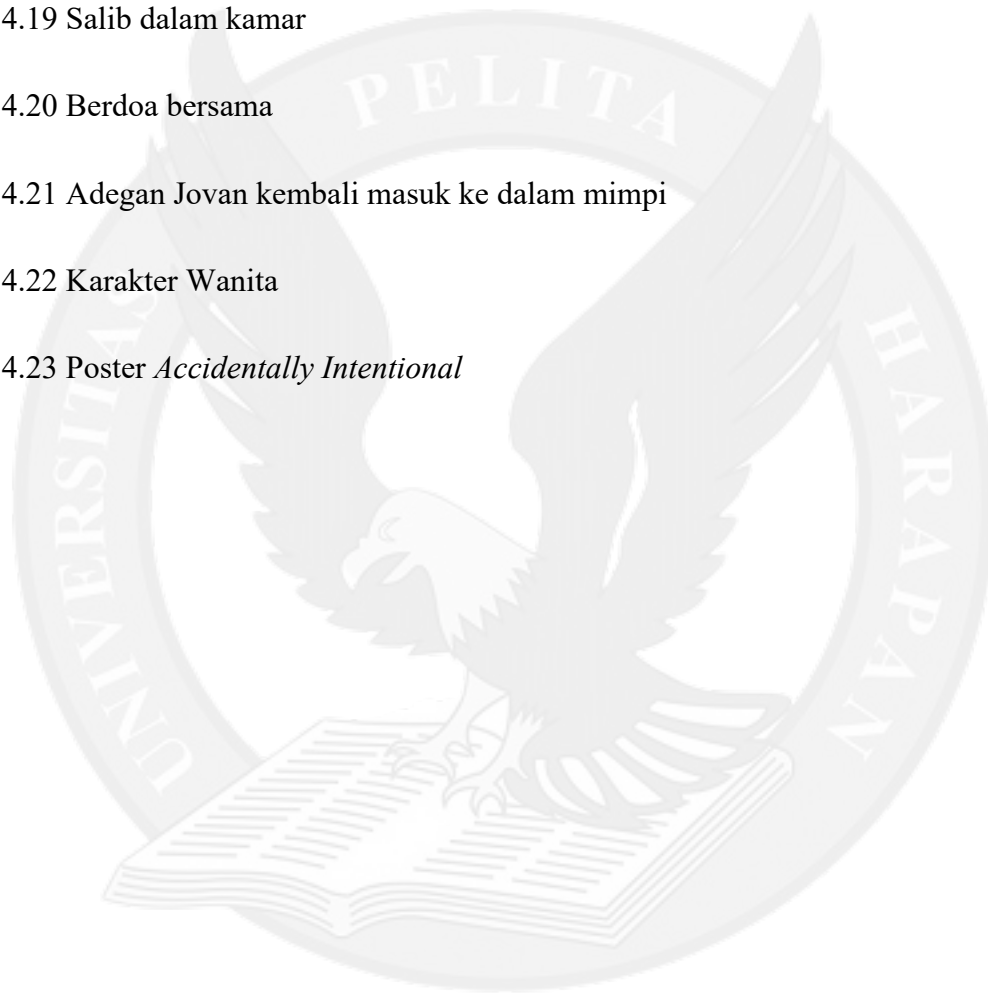 4.19 Salib dalam kamar
4.20 Berdoa bersama
4.21 Adegan Jovan kembali masuk ke dalam mimpi
4.22 Karakter Wanita
4.23 Poster Accidentally Intentional
UNIVERSITAS PELITA HARAPAN